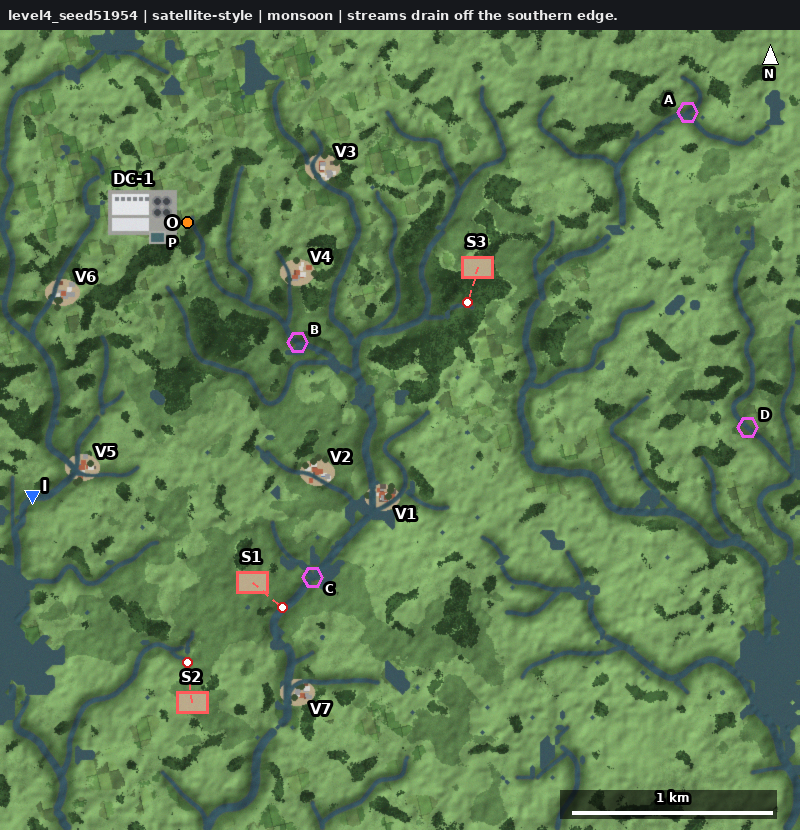 level4_seed51954 | satellite-style | monsoon | streams drain off the southern edge.
N
A
V3
DC-1
O
P
S3
V4
V6
B
D
V5
V2
I
V1
S1
C
S2
V7
1 km